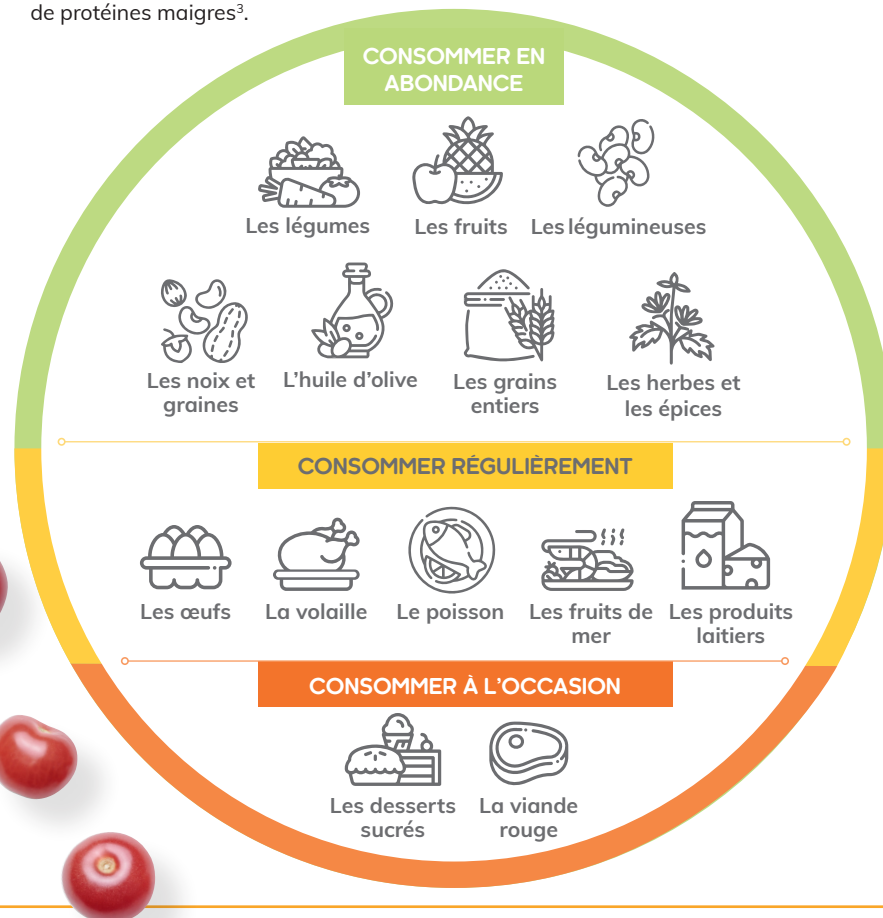 de protéines maigres³.
CONSOMMER EN
ABONDANCE
Les légumes
Les fruits
Les légumineuses
Les noix et
graines
L'huile d'olive
Les grains
entiers
Les herbes et
les épices
CONSOMMER RÉGULIÈREMENT
Les œufs
La volaille
Le poisson
Les fruits de
mer
Les produits
laitiers
CONSOMMER À L'OCCASION
Les desserts
sucrés
La viande
rouge